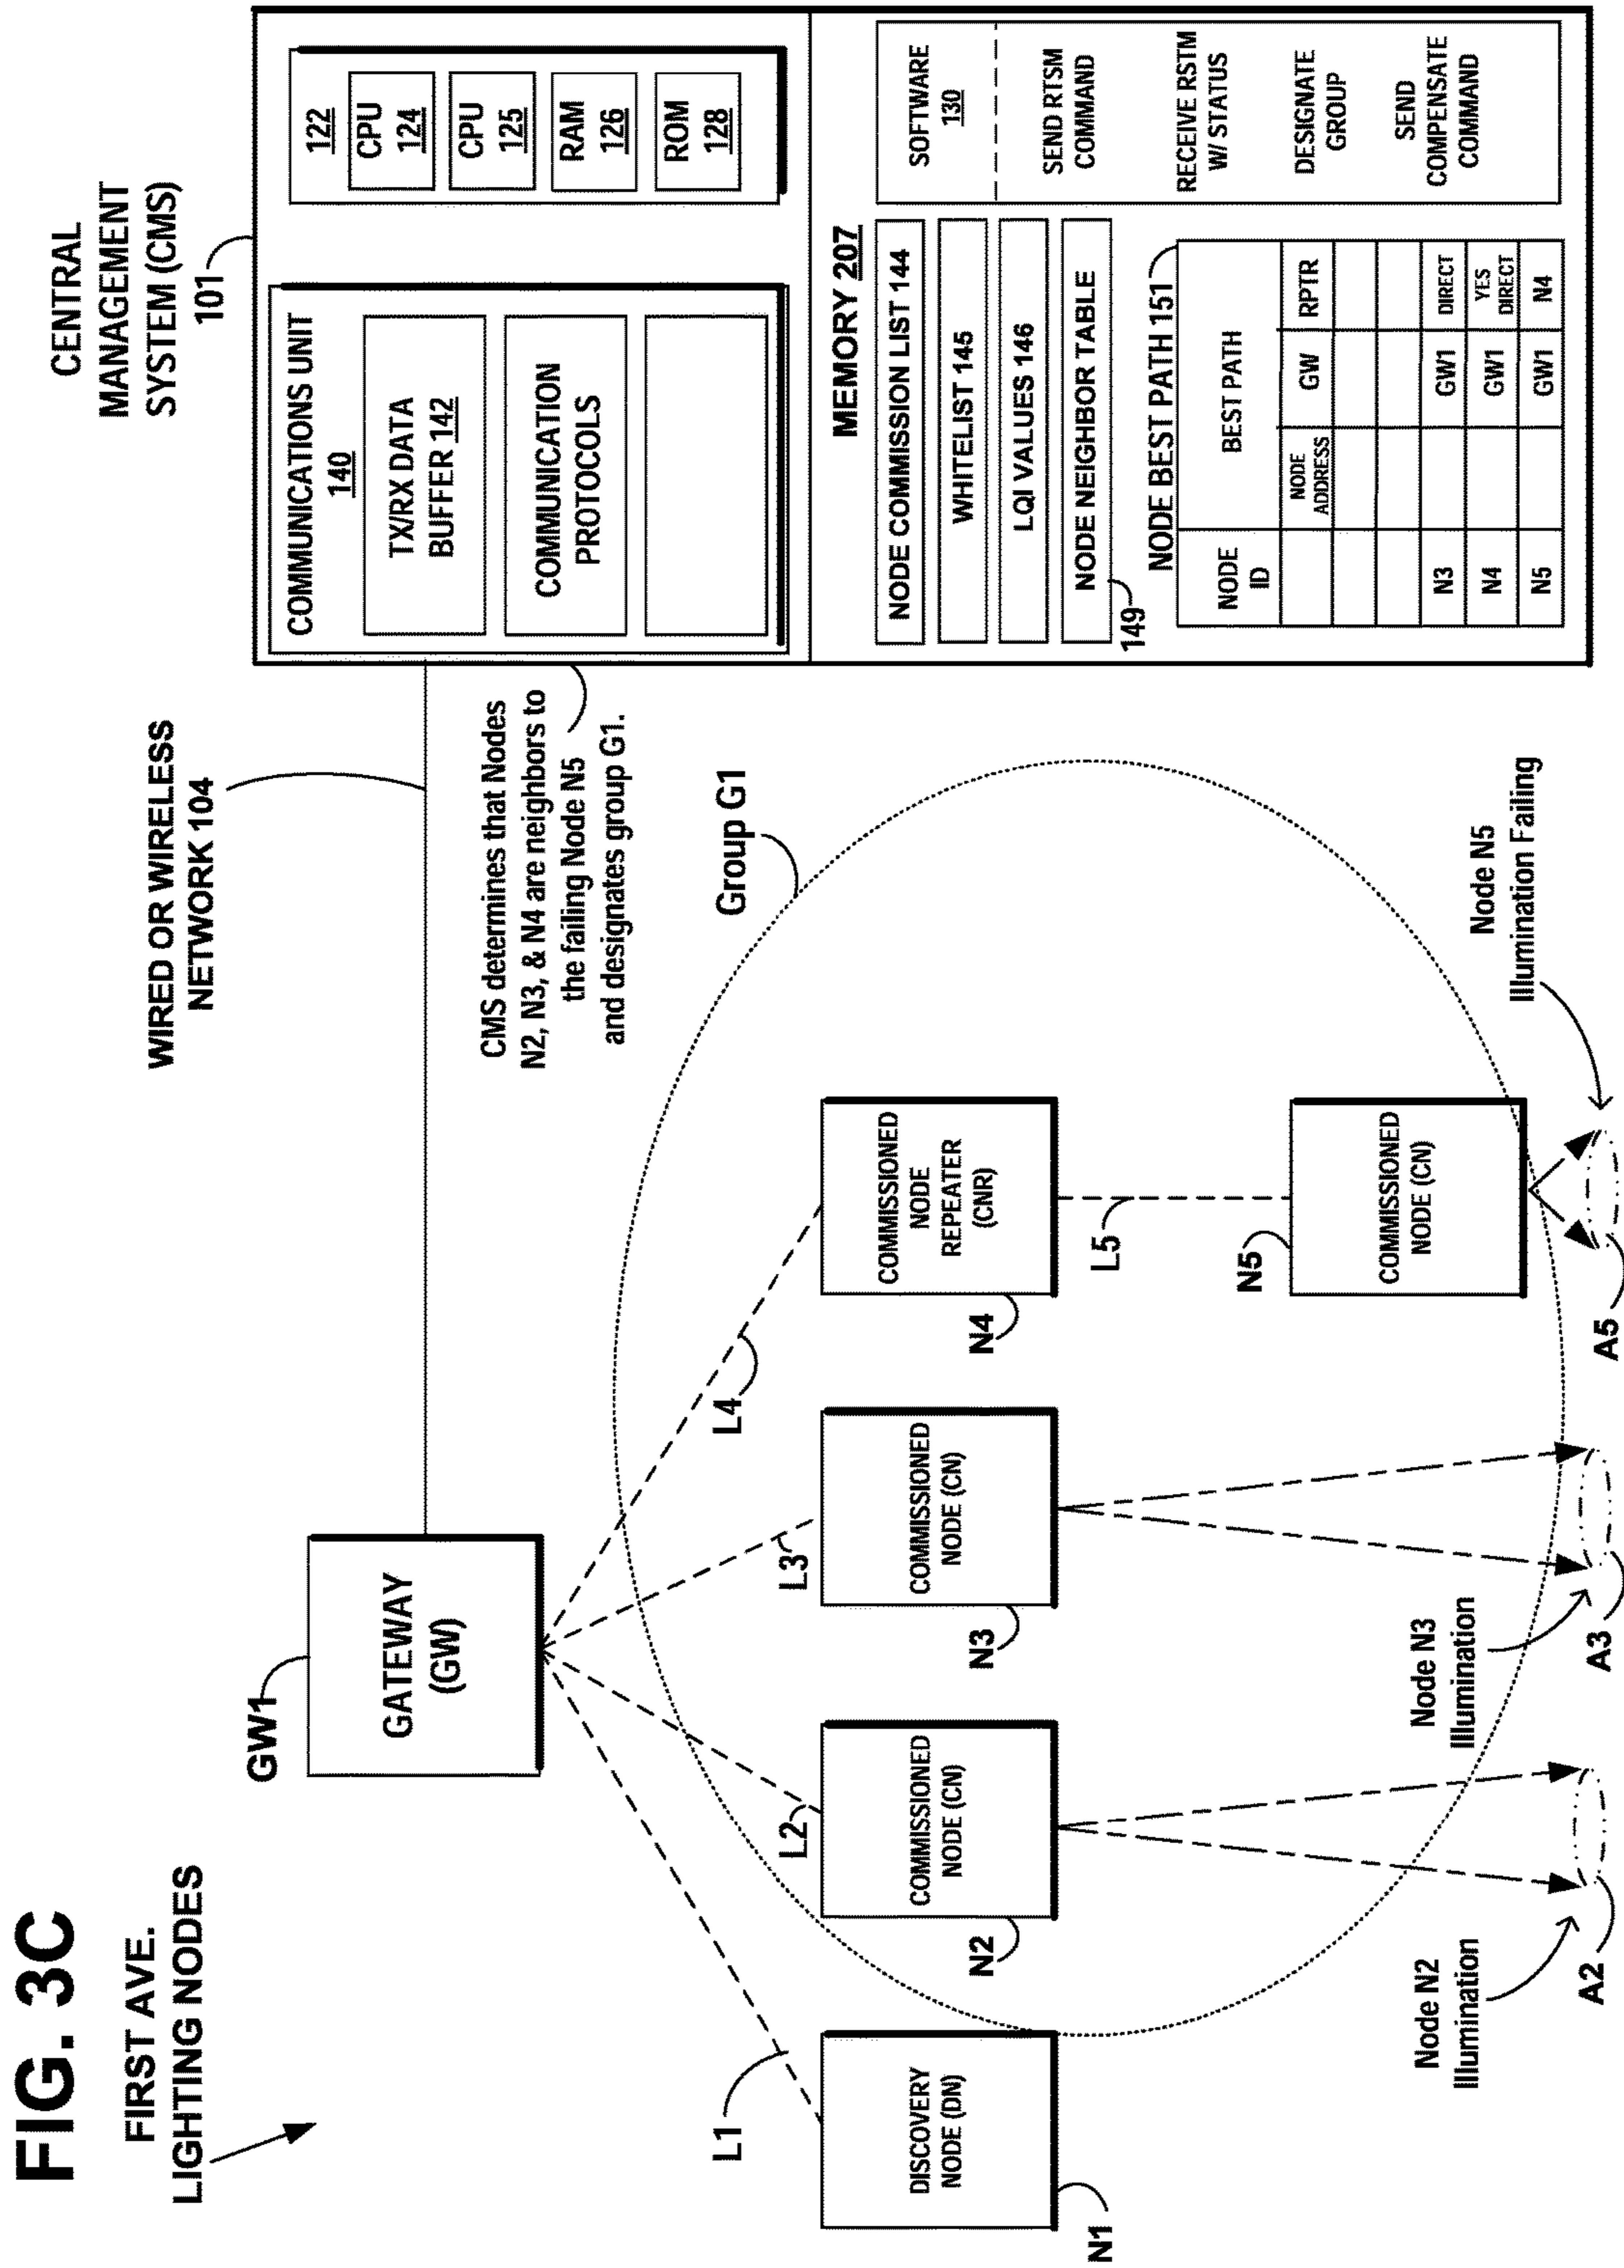 FIG. 3C
FIRST AVE.
LIGHTING NODES
GW1
GATEWAY
(GW)
WIRED OR WIRELESS
NETWORK 104
CENTRAL
MANAGEMENT
SYSTEM (CMS)
101
COMMUNICATIONS UNIT
140
TX/RX DATA
BUFFER 142
COMMUNICATION
PROTOCOLS
122
CPU
124
CPU
125
RAM
126
ROM
128
CMS determines that Nodes
N2, N3, & N4 are neighbors to
the failing Node N5
and designates group G1.
MEMORY 207
NODE COMMISSION LIST 144
WHITELIST 145
LQI VALUES 146
NODE NEIGHBOR TABLE
149
NODE BEST PATH 151
NODE
ID
BEST PATH
NODE
ADDRESS
GW
RPTR
N3
GW1
DIRECT
N4
GW1
YES
DIRECT
N5
GW1
N4
SOFTWARE
130
SEND RTSM
COMMAND
RECEIVE RSTM
W/ STATUS
DESIGNATE
GROUP
SEND
COMPENSATE
COMMAND
Group G1
L1
L2
L3
L4
DISCOVERY
NODE (DN)
N1
COMMISSIONED
NODE (CN)
N2
COMMISSIONED
NODE (CN)
N3
COMMISSIONED
NODE
REPEATER
(CNR)
N4
L5
N5
COMMISSIONED
NODE (CN)
Node N2
Illumination
A2
Node N3
Illumination
A3
A5
Node N5
Illumination Failing